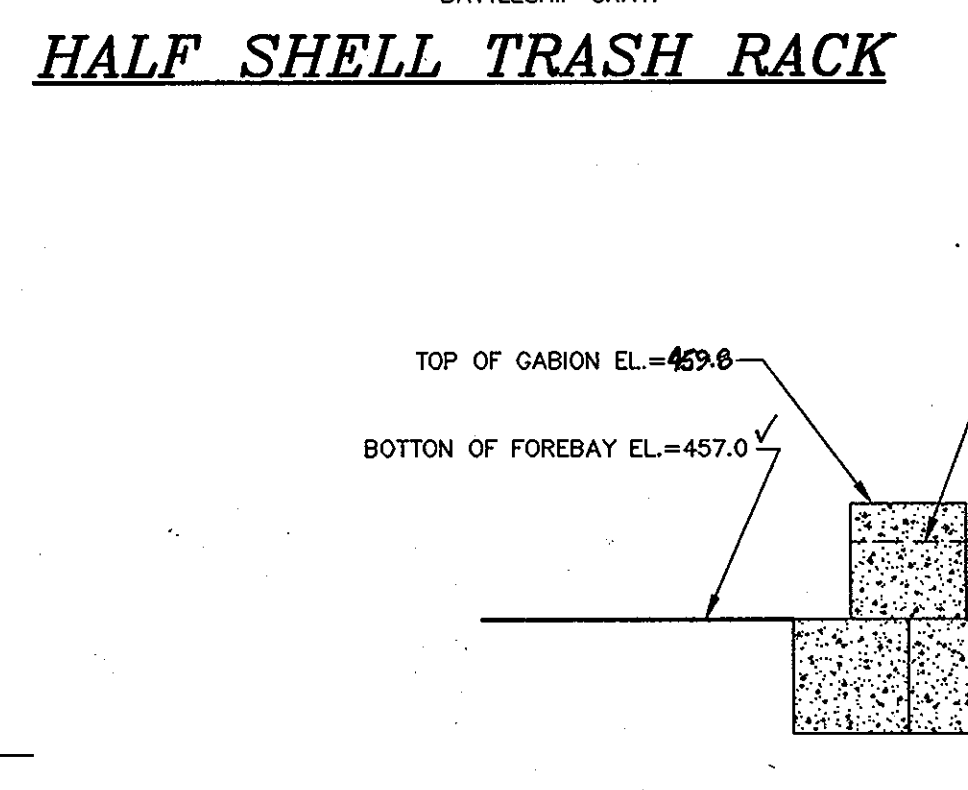 HALF SHELL TRASH RACK
TOP OF GABION EL.=459.8
BOTTON OF FOREBAY EL.=457.0 ✓